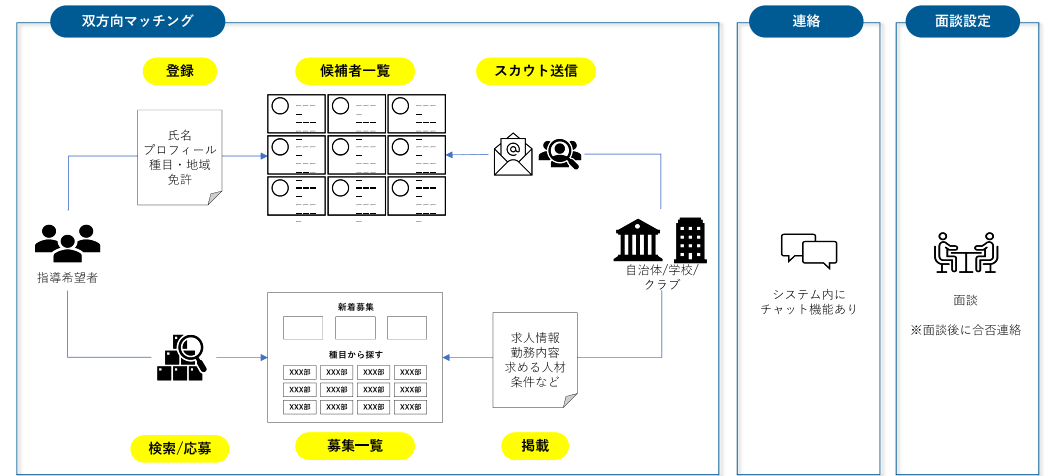 双方向マッチング
登録
候補者一覧
スカウト送信
氏名
プロフィール
種目・地域
免許
@
指導希望者
自治体/学校/
クラブ
新着募集
種目から探す
XXX部 XXX部 XXX部 XXX部
XXX部 XXX部 XXX部 XXX部
XXX部 XXX部 XXX部 XXX部
求人情報
勤務内容
求める人材
条件など
検索/応募
募集一覧
掲載
連絡
システム内に
チャット機能あり
面談設定
面談
※面談後に合否連絡